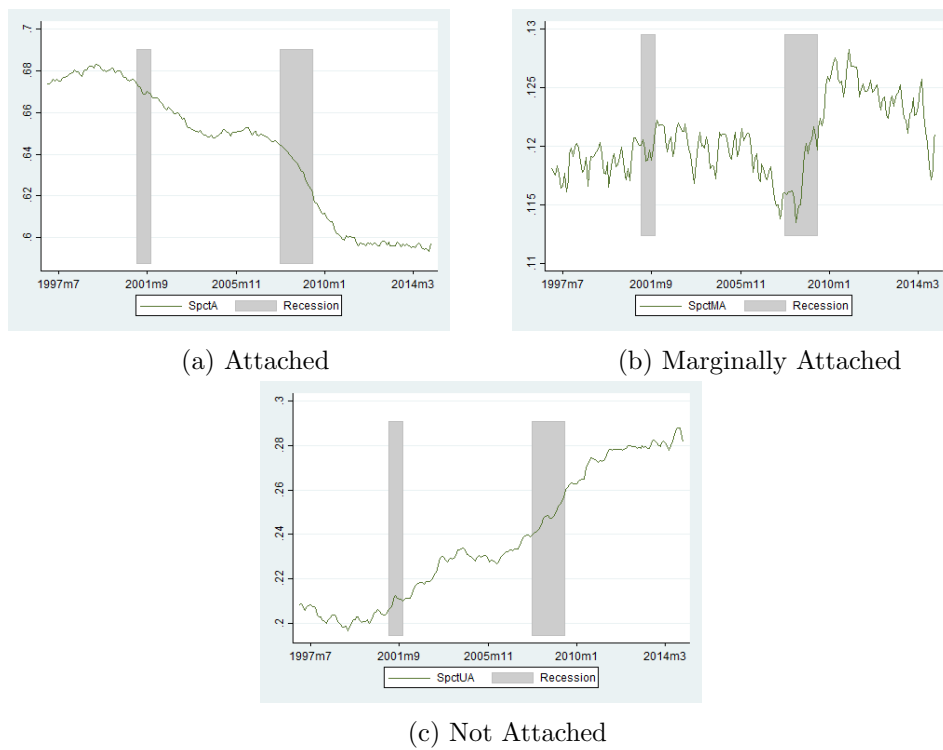 .7
.68
.66
.64
.62
.6
1997m7 2001m9 2005m11 2010m1 2014m3
SpctA Recession
(a) Attached
.13
.125
.12
.115
.11
1997m7 2001m9 2005m11 2010m1 2014m3
SpctMA Recession
(b) Marginally Attached
.3
.28
.26
.24
.22
.2
1997m7 2001m9 2005m11 2010m1 2014m3
SpctUA Recession
(c) Not Attached